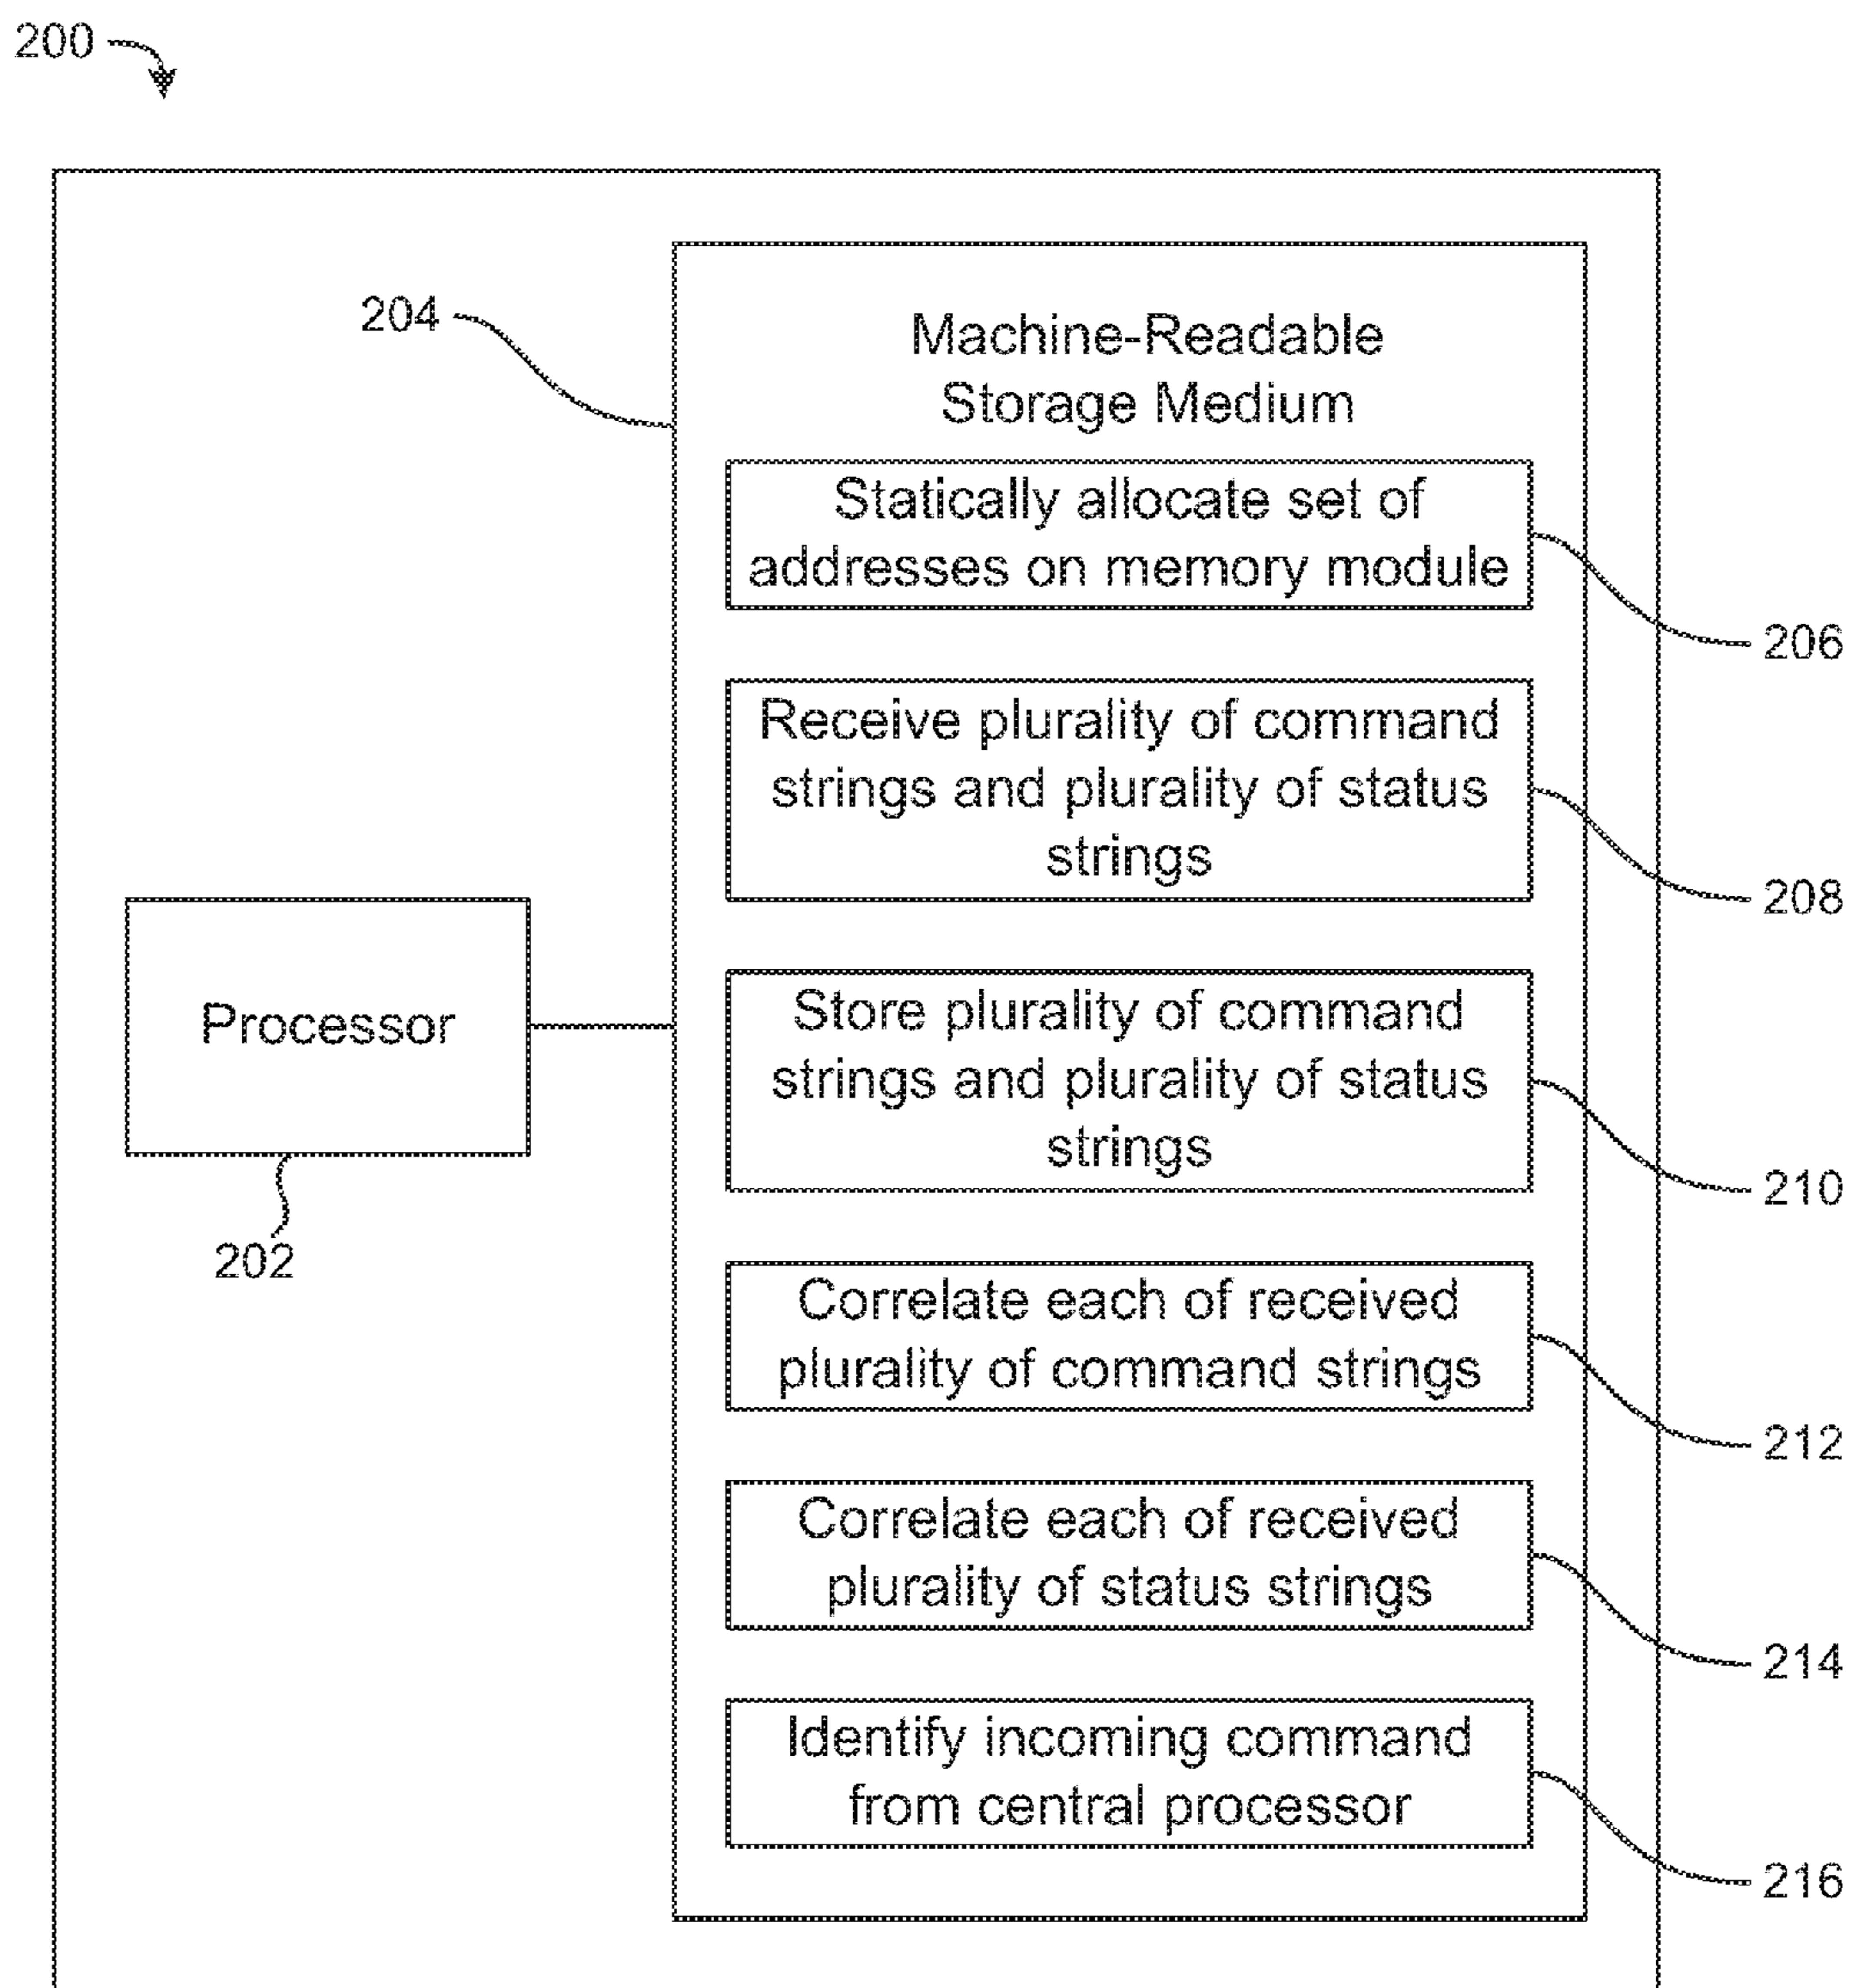 200
204
Machine-Readable
Storage Medium
Statically allocate set of
addresses on memory module
206
Receive plurality of command
strings and plurality of status
strings
208
Processor
202
Store plurality of command
strings and plurality of status
strings
210
Correlate each of received
plurality of command strings
212
Correlate each of received
plurality of status strings
214
Identify incoming command
from central processor
216